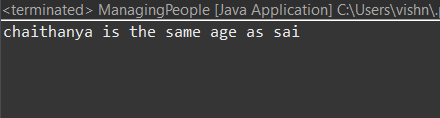 <terminated> ManagingPeople [Java Application] C:\Users\vishn\.
chaithanya is the same age as sai